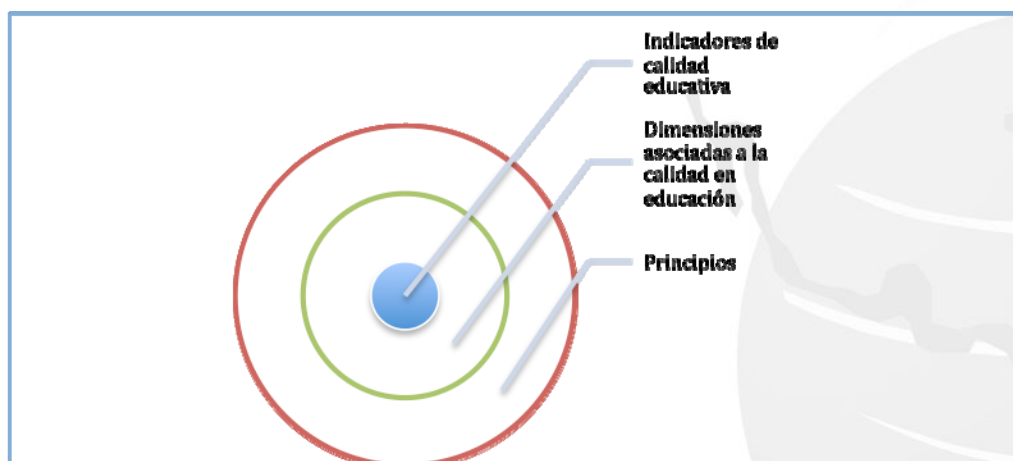 Indicadores de
calidad
educativa
Dimensiones
asociadas a la
calidad en
educación
Principios